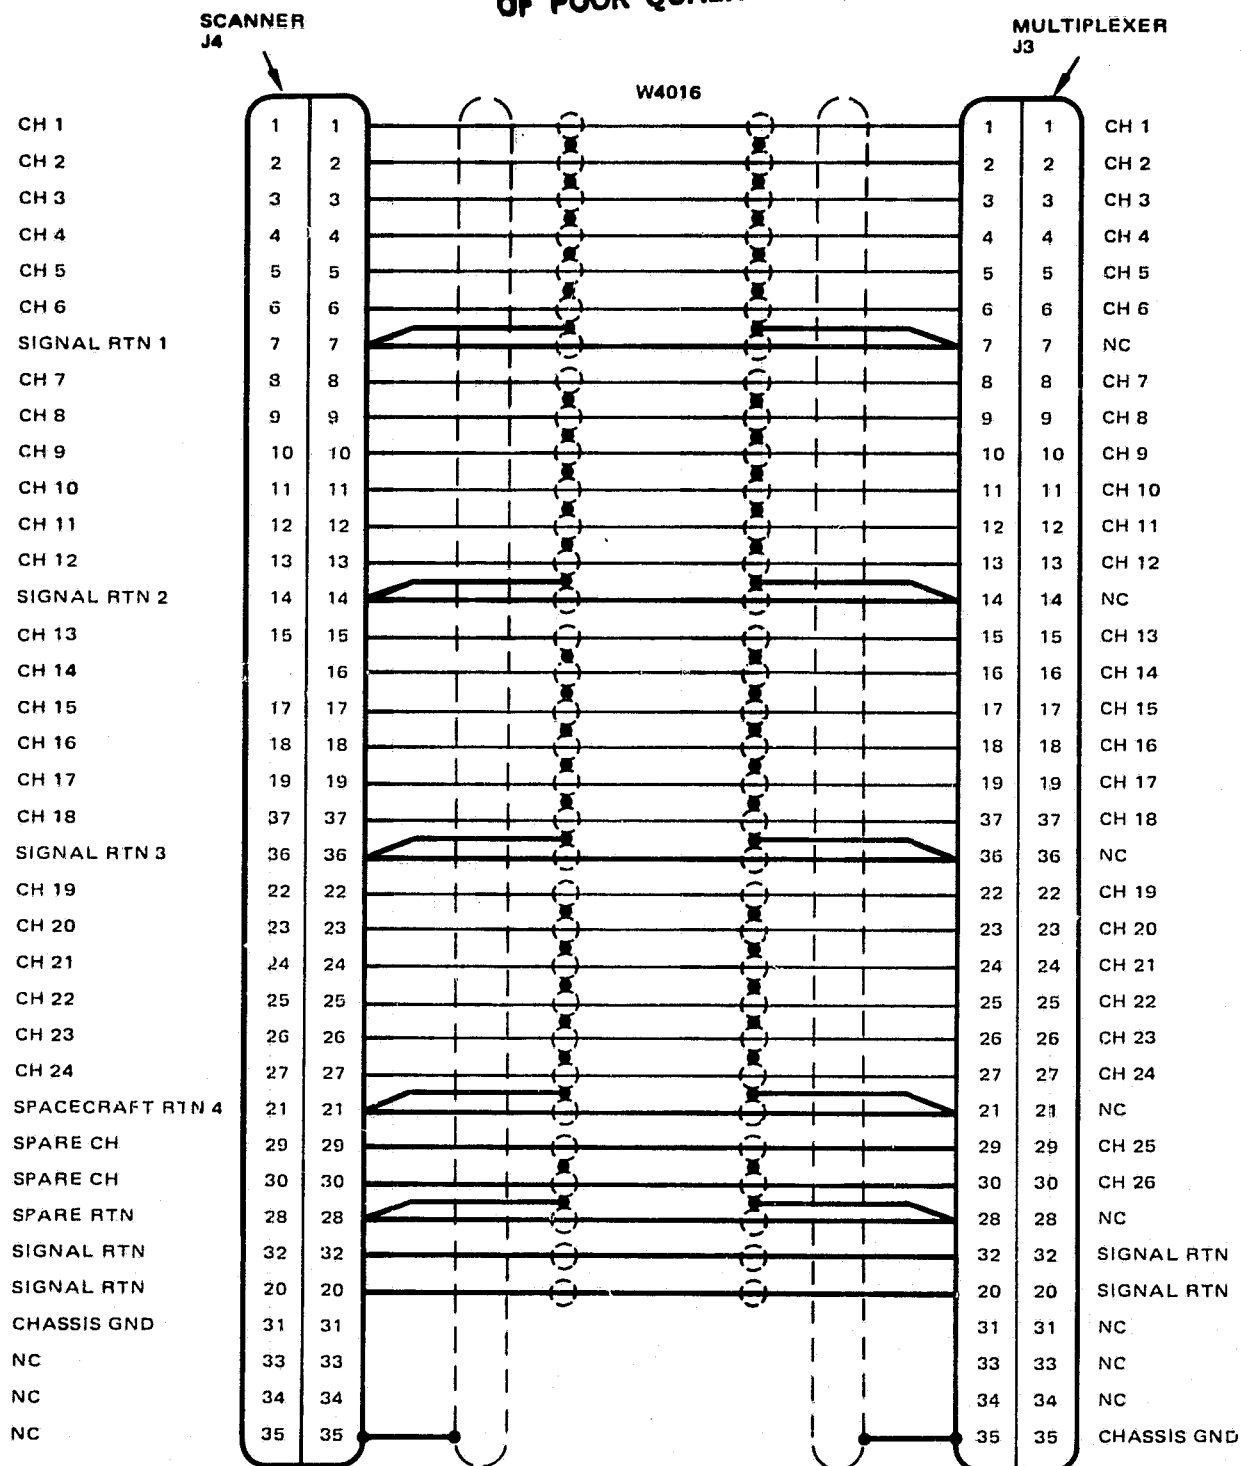 OF POOR
SCANNER
J4
MULTIPLEXER
J3
W4016
CH 1 1 1 1 1 CH 1
CH 2 2 2 2 2 CH 2
CH 3 3 3 3 3 CH 3
CH 4 4 4 4 4 CH 4
CH 5 5 5 5 5 CH 5
CH 6 6 6 6 6 CH 6
SIGNAL RTN 1 7 7 7 7 NC
CH 7 8 8 8 8 CH 7
CH 8 9 9 9 9 CH 8
CH 9 10 10 10 10 CH 9
CH 10 11 11 11 11 CH 10
CH 11 12 12 12 12 CH 11
CH 12 13 13 13 13 CH 12
SIGNAL RTN 2 14 14 14 14 NC
CH 13 15 15 15 15 CH 13
CH 14 16 16 16 CH 14
CH 15 17 17 17 17 CH 15
CH 16 18 18 18 18 CH 16
CH 17 19 19 19 19 CH 17
CH 18 37 37 37 37 CH 18
SIGNAL RTN 3 36 36 36 36 NC
CH 19 22 22 22 22 CH 19
CH 20 23 23 23 23 CH 20
CH 21 24 24 24 24 CH 21
CH 22 25 25 25 25 CH 22
CH 23 26 26 26 26 CH 23
CH 24 27 27 27 27 CH 24
SPACECRAFT RTN 4 21 21 21 21 NC
SPARE CH 29 29 29 29 CH 25
SPARE CH 30 30 30 30 CH 26
SPARE RTN 28 28 28 28 NC
SIGNAL RTN 32 32 32 32 SIGNAL RTN
SIGNAL RTN 20 20 20 20 SIGNAL RTN
CHASSIS GND 31 31 31 31 NC
NC 33 33 33 33 NC
NC 34 34 34 34 NC
NC 35 35 35 35 CHASSIS GND